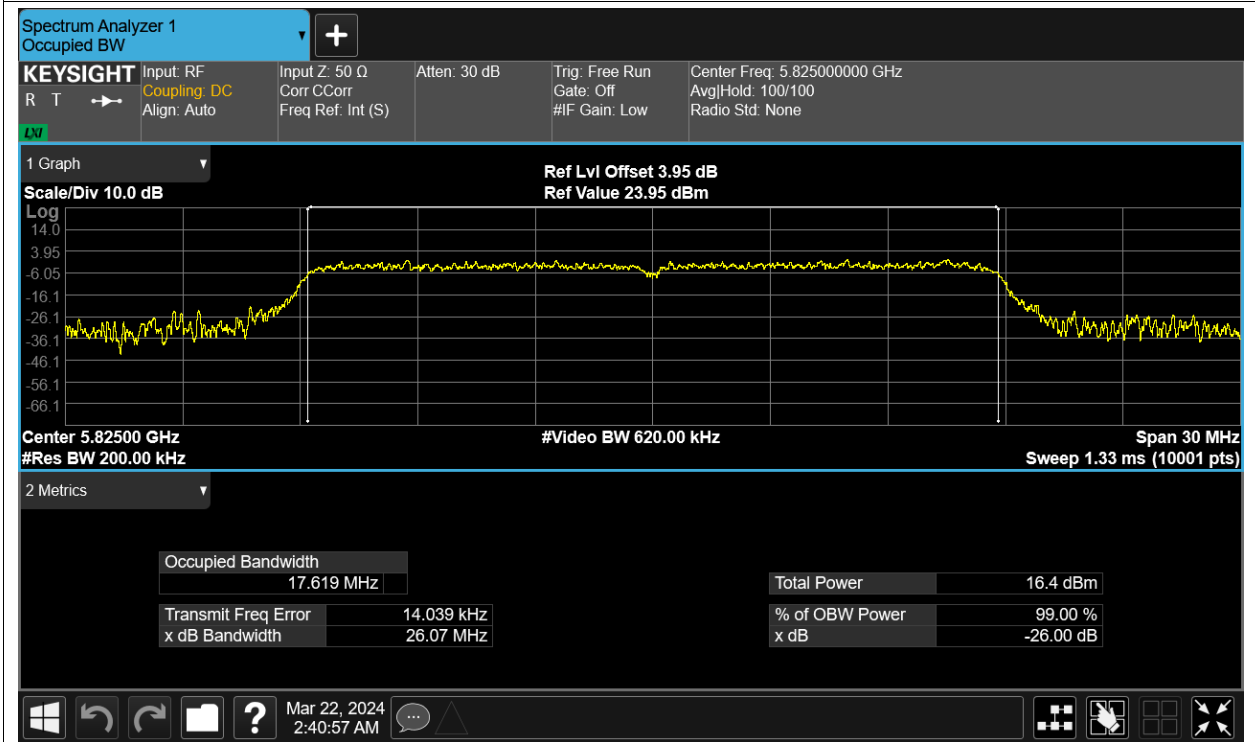 Spectrum Analyzer 1
Occupied BW
KEYSIGHT
R T
LXI
Input: RF
Coupling: DC
Align: Auto
Input Z: 50 Ω
Corr CCorr
Freq Ref: Int (S)
Atten: 30 dB
Trig: Free Run
Gate: Off
#IF Gain: Low
Center Freq: 5.825000000 GHz
Avg|Hold: 100/100
Radio Std: None
1 Graph
Scale/Div 10.0 dB
Ref Lvl Offset 3.95 dB
Ref Value 23.95 dBm
Log
14.0
3.95
-6.05
-16.1
-26.1
-36.1
-46.1
-56.1
-66.1
Center 5.82500 GHz
#Res BW 200.00 kHz
#Video BW 620.00 kHz
Span 30 MHz
Sweep 1.33 ms (10001 pts)
2 Metrics
Occupied Bandwidth
17.619 MHz
Transmit Freq Error 14.039 kHz
x dB Bandwidth 26.07 MHz
Total Power 16.4 dBm
% of OBW Power 99.00 %
x dB -26.00 dB
?
Mar 22, 2024
2:40:57 AM